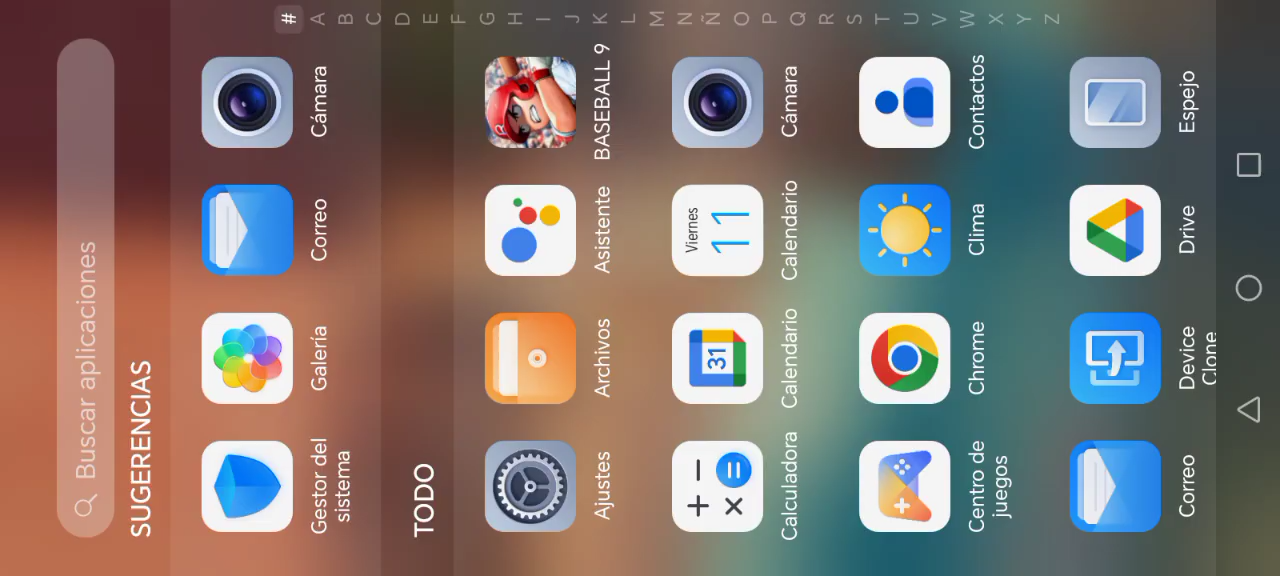 Buscar aplicaciones
SUGERENCIAS
Gestor del
sistema
Galería
Correo
Cámara
TODO
Ajustes
Archivos
Asistente
BASEBALL 9
31
Viernes
11
Calculadora
Calendario
Calendario
Cámara
Centro de
juegos
Chrome
Clima
Contactos
Correo
Device
Clone
Drive
Espejo
#
A
B
C
D
E
F
G
H
I
J
K
L
M
N
Ñ
O
P
Q
R
S
T
U
V
W
X
Y
Z